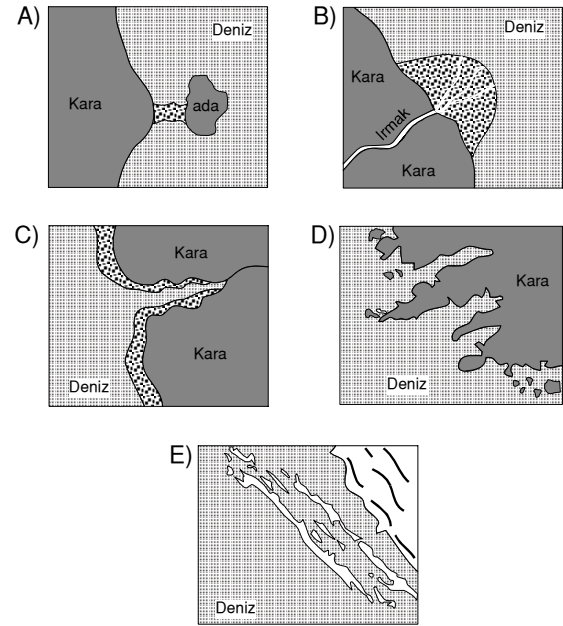 A)
Deniz
Kara
ada
B)
Deniz
Kara
Irmak
Kara
C)
Kara
Kara
Deniz
D)
Kara
Deniz
E)
Deniz